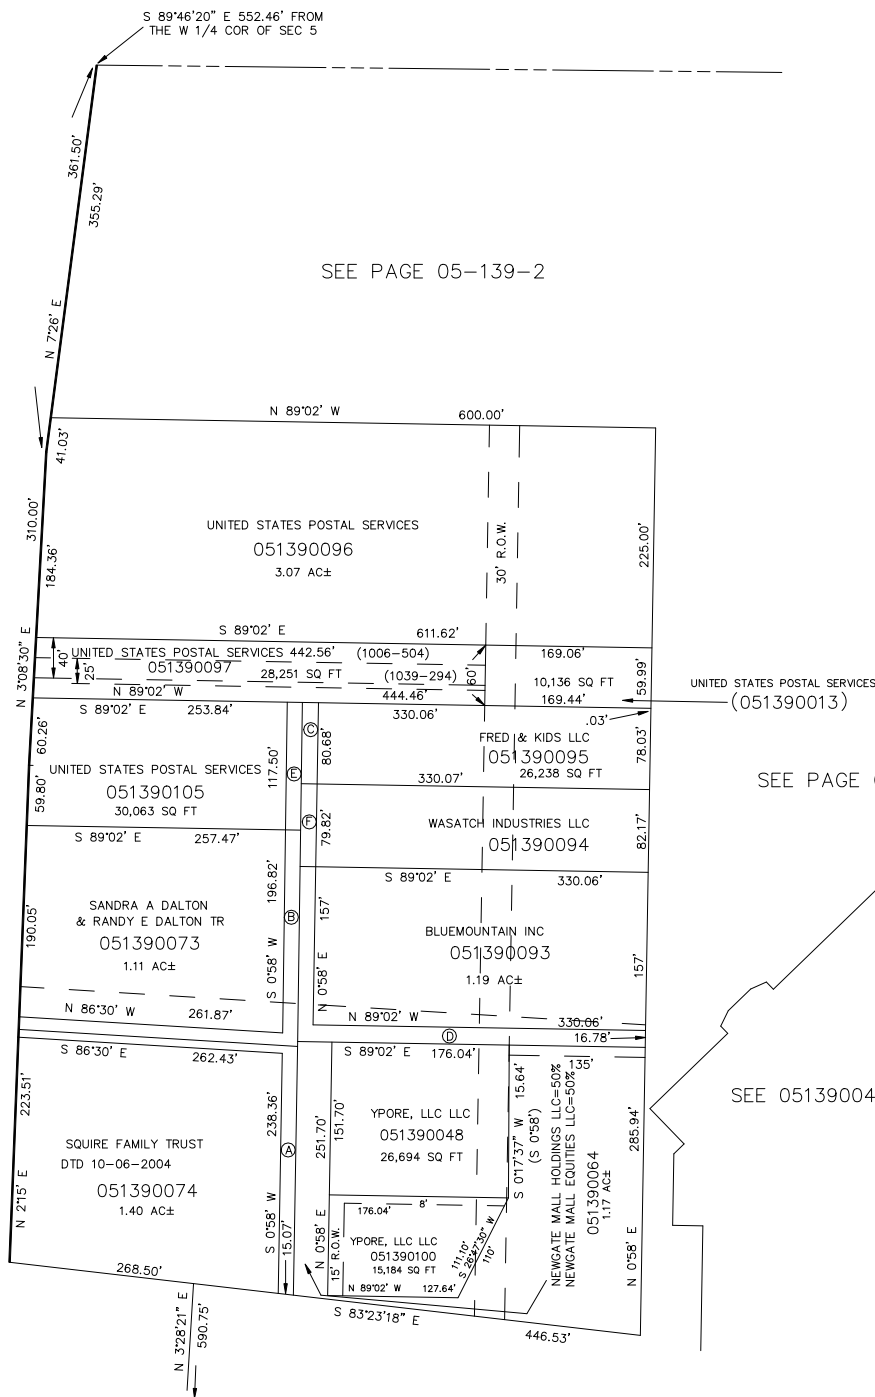 S 89°46'20" E 552.46' FROM
THE W 1/4 COR OF SEC 5
361.50'
355.29'
N 7°26' E
SEE PAGE 05-139-2
N 89°02' W
600.00'
41.03'
310.00'
184.36'
UNITED STATES POSTAL SERVICES
051390096
3.07 AC±
30' R.O.W.
225.00'
S 89°02' E
611.62'
N 3°08'30" E
40'
25'
UNITED STATES POSTAL SERVICES 442.56'
(1006-504)
051390097
28,251 SQ FT
(1039-294)
60'
N 89°02' W
444.46'
169.06'
10,136 SQ FT
169.44'
59.99'
UNITED STATES POSTAL SERVICES
(051390013)
S 89°02' E
253.84'
330.06'
.03'
60.26'
59.80'
UNITED STATES POSTAL SERVICES
051390105
30,063 SQ FT
117.50'
C
E
80.68'
FRED & KIDS LLC
051390095
26,238 SQ FT
78.03'
SEE PAGE
330.07'
F
79.82'
WASATCH INDUSTRIES LLC
051390094
82.17'
S 89°02' E
257.47'
S 89°02' E
330.06'
190.05'
SANDRA A DALTON
& RANDY E DALTON TR
051390073
1.11 AC±
196.82'
S 0°58' W
B
157'
N 0°58' E
BLUEMOUNTAIN INC
051390093
1.19 AC±
157'
N 86°30' W
261.87'
N 89°02' W
330.06'
D
16.78'
S 86°30' E
262.43'
S 89°02' E
176.04'
135'
223.51'
N 2°15' E
SQUIRE FAMILY TRUST
DTD 10-06-2004
051390074
1.40 AC±
238.36'
A
S 0°58' W
15.07'
251.70'
N 0°58' E
151.70'
YPORE, LLC LLC
051390048
26,694 SQ FT
15.64'
S 0°17'37" W
(S 0°58')
NEWGATE MALL HOLDINGS LLC=50%
NEWGATE MALL EQUITIES LLC=50%
051390064
1.17 AC±
285.94'
N 0°58' E
SEE 05139004
176.04'
8'
15' R.O.W.
YPORE, LLC LLC
051390100
15,184 SQ FT
111.10'
S 26°47'30" W
110'
N 89°02' W
127.64'
268.50'
S 83°23'18" E
446.53'
N 3°28'21" E
590.75'